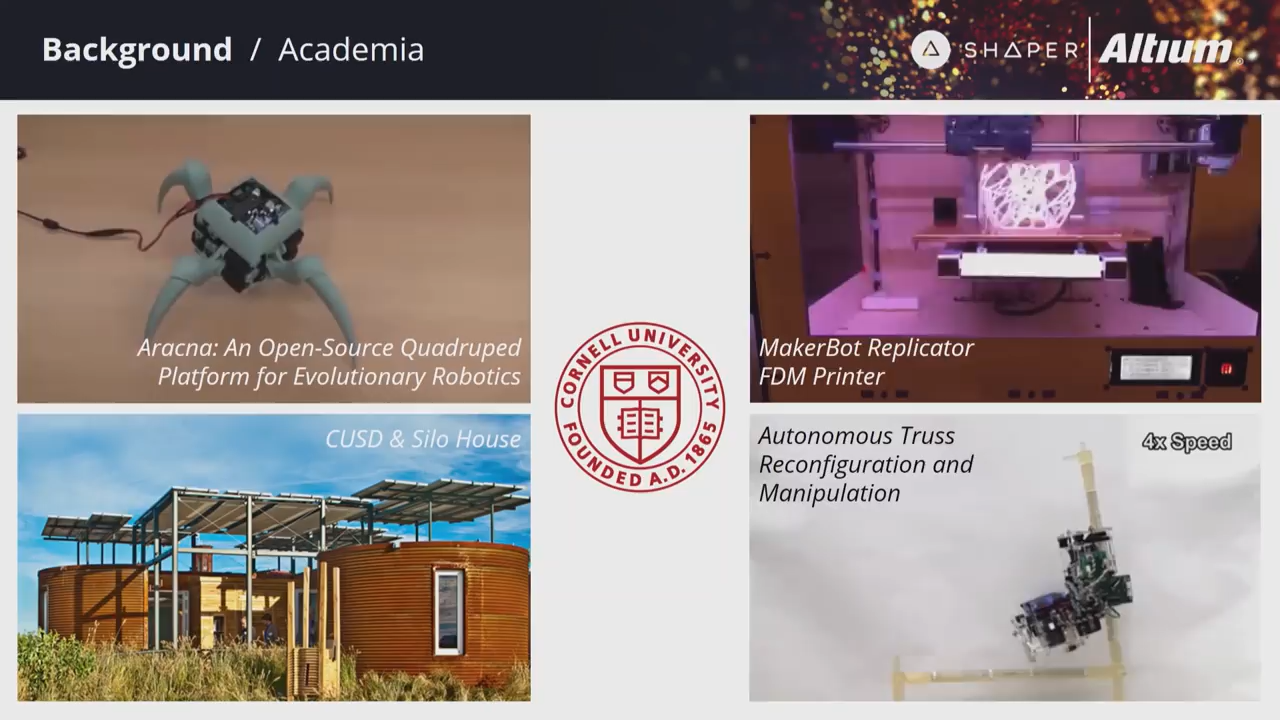 Background / Academia
SHAPER
Altium
Aracna: An Open-Source Quadruped
Platform for Evolutionary Robotics
MakerBot Replicator
FDM Printer
CORNELL UNIVERSITY
FOUNDED A.D. 1865
CUSD & Silo House
Autonomous Truss
Reconfiguration and
Manipulation
4x Speed